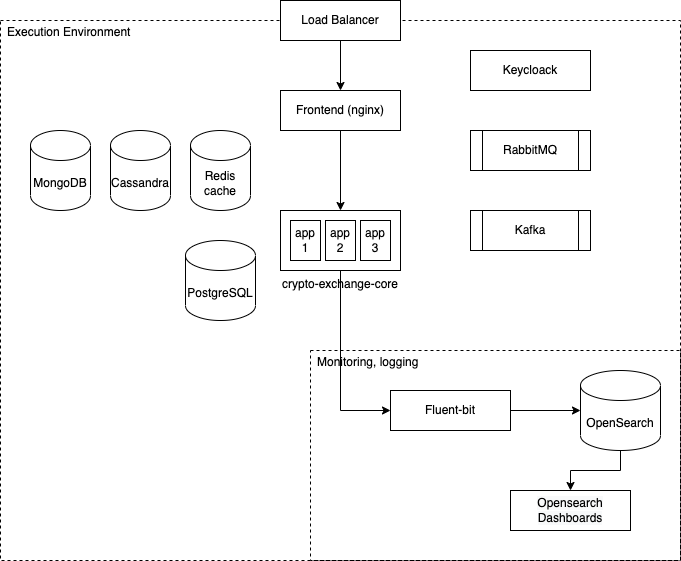 Load Balancer
Execution Environment
Keycloack
Frontend (nginx)
MongoDB
Cassandra
Redis
cache
RabbitMQ
app
1
app
2
app
3
Kafka
crypto-exchange-core
PostgreSQL
Monitoring, logging
Fluent-bit
OpenSearch
Opensearch
Dashboards